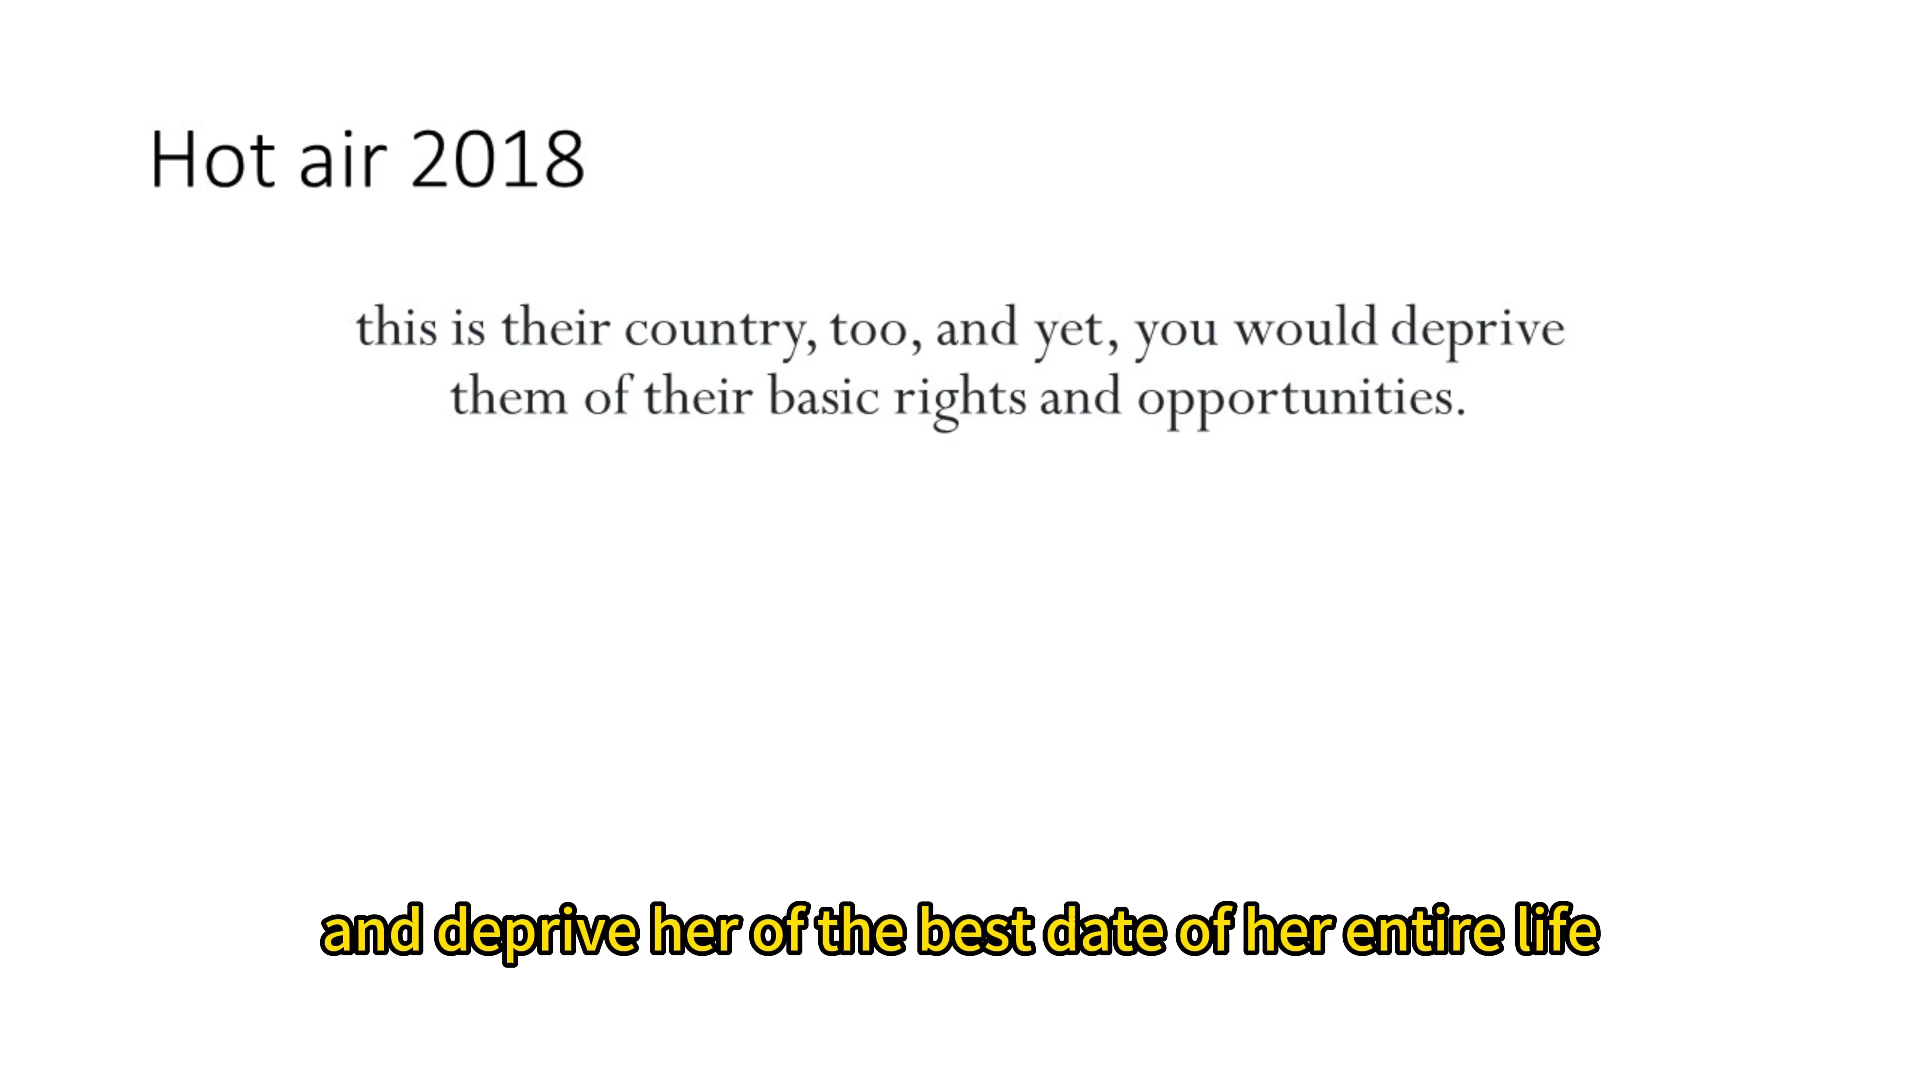 Hot air 2018
this is their country, too, and yet, you would deprive
them of their basic rights and opportunities.
and deprive her of the best date of her entire life